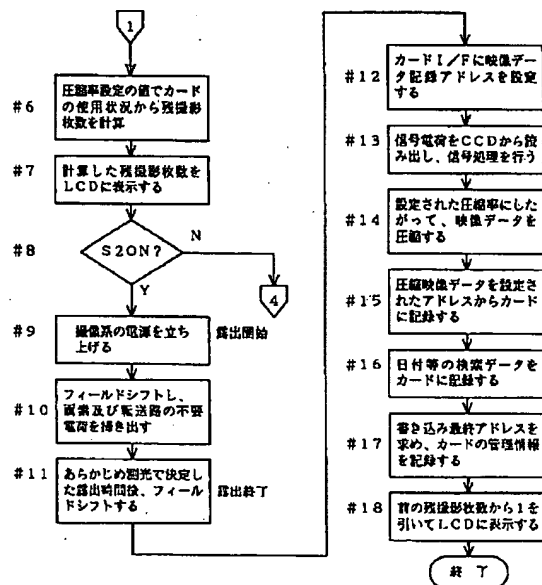 1
#6
圧縮率設定の値でカード
の使用状況から残撮影
枚数を計算
#7
計算した残撮影枚数を
LCDに表示する
#8
S2ON?
N
Y
4
#9
撮像系の電源を立ち
上げる
露出開始
#10
フィールドシフトし、
画素及び転送路の不要
電荷を掃き出す
#11
あらかじめ測光で決定し
た露出時間後、フィール
ドシフトする
露出終了
#12
カードI/Fに映像デー
タ記録アドレスを設定
する
#13
信号電荷をCCDから読
み出し、信号処理を行う
#14
設定された圧縮率にした
がって、映像データを
圧縮する
#15
圧縮映像データを設定さ
れたアドレスからカード
に記録する
#16
日付等の検索データを
カードに記録する
#17
書き込み最終アドレスを
求め、カードの管理情報
を記録する
#18
前の残撮影枚数から1を
引いてLCDに表示する
終了